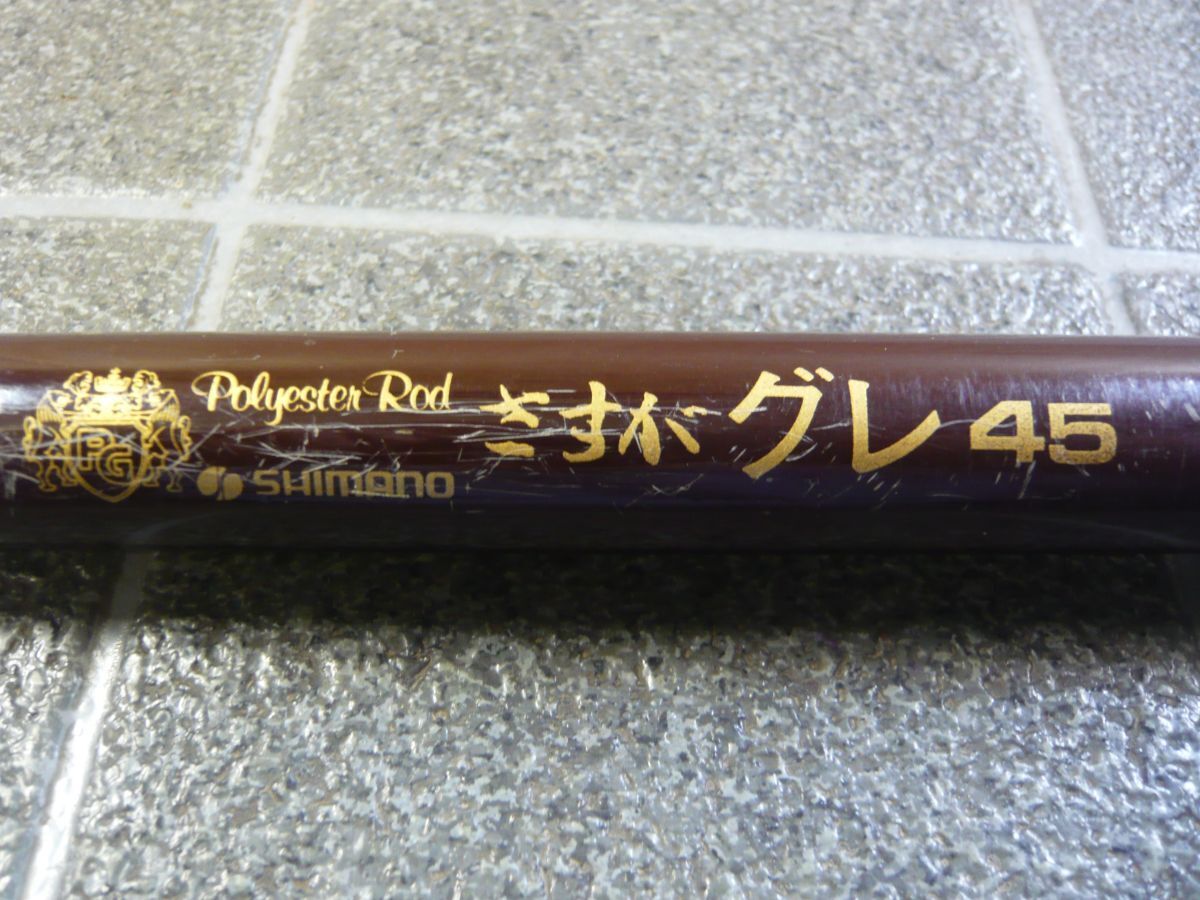 PG
Polyester Rod
SHIMANO
さすがグレ45